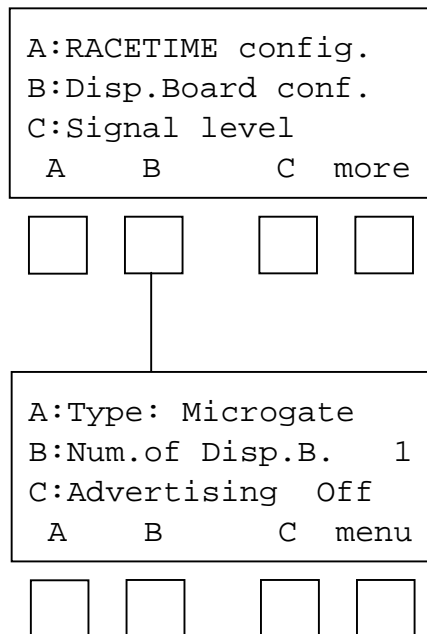 A:RACETIME config.
B:Disp.Board conf.
C:Signal level
A B C more
A:Type: Microgate
B:Num.of Disp.B. 1
C:Advertising Off
A B C menu